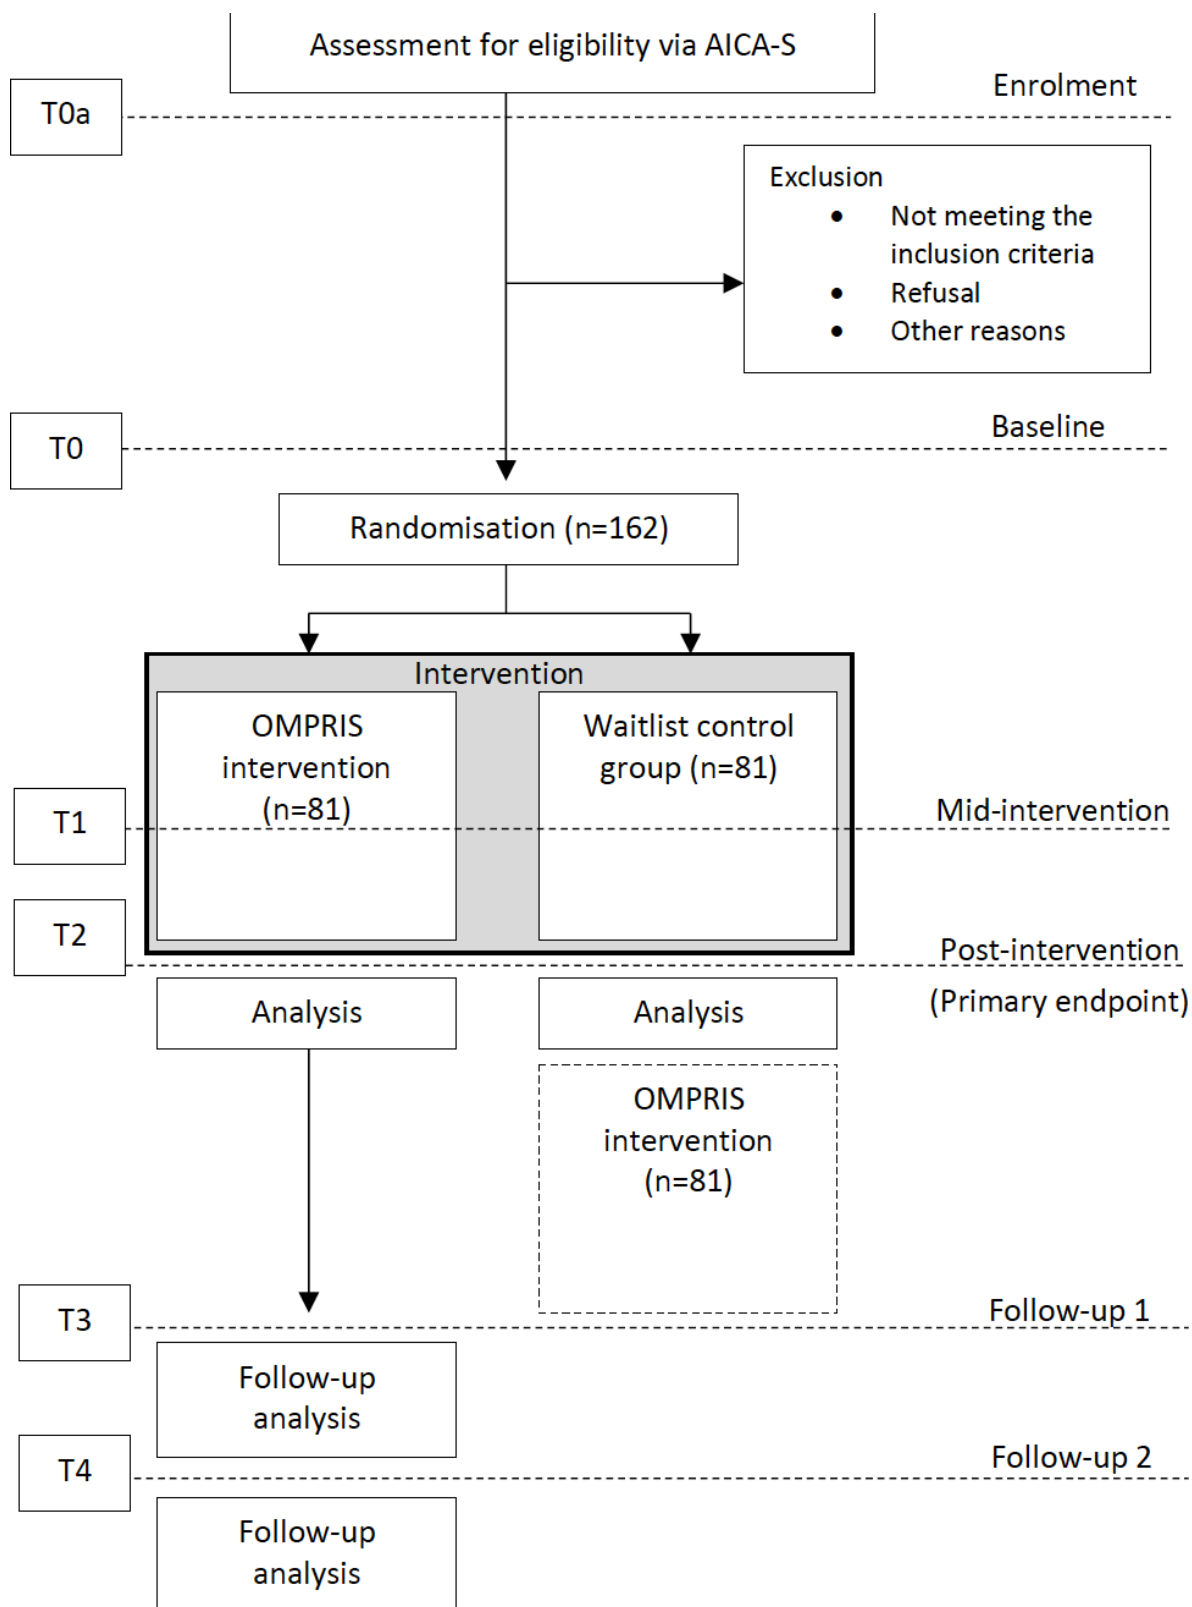 Assessment for eligibility via AICA-S
T0a
Enrolment
Exclusion
• Not meeting the
inclusion criteria
• Refusal
• Other reasons
T0
Baseline
Randomisation (n=162)
Intervention
OMPRIS
intervention
(n=81)
Waitlist control
group (n=81)
T1
Mid-intervention
T2
Post-intervention
(Primary endpoint)
Analysis
Analysis
OMPRIS
intervention
(n=81)
T3
Follow-up 1
Follow-up
analysis
T4
Follow-up 2
Follow-up
analysis